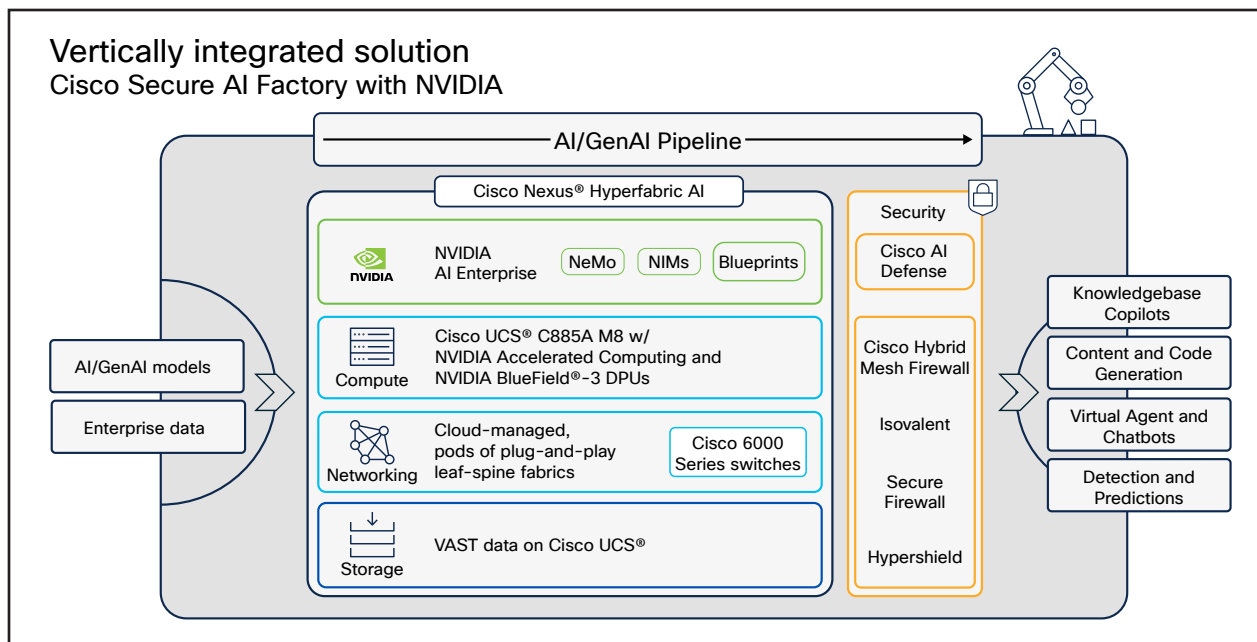 Vertically integrated solution
Cisco Secure AI Factory with NVIDIA
AI/GenAI Pipeline
AI/GenAI models
Enterprise data
Cisco Nexus® Hyperfabric AI
NVIDIA
NVIDIA
AI Enterprise
NeMo
NIMs
Blueprints
Compute
Cisco UCS® C885A M8 w/
NVIDIA Accelerated Computing and
NVIDIA BlueField®-3 DPUs
Networking
Cloud-managed,
pods of plug-and-play
leaf-spine fabrics
Cisco 6000
Series switches
Storage
VAST data on Cisco UCS®
Security
Cisco AI
Defense
Cisco Hybrid
Mesh Firewall
Isovalent
Secure
Firewall
Hypershield
Knowledgebase
Copilots
Content and Code
Generation
Virtual Agent and
Chatbots
Detection and
Predictions